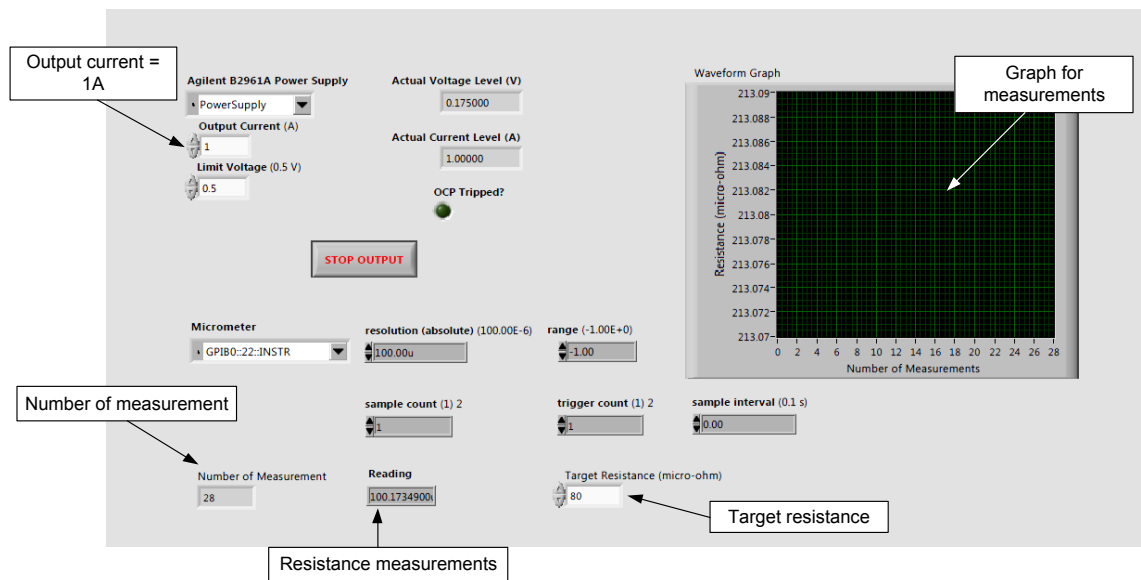 Output current =
1A
Agilent B2961A Power Supply
PowerSupply
Output Current (A)
1
Limit Voltage (0.5 V)
0.5
Actual Voltage Level (V)
0.175000
Actual Current Level (A)
1.00000
OCP Tripped?
STOP OUTPUT
Waveform Graph
Graph for
measurements
Resistance (micro-ohm)
213.09
213.088
213.086
213.084
213.082
213.08
213.078
213.076
213.074
213.072
213.07
0 2 4 6 8 10 12 14 16 18 20 22 24 26 28
Number of Measurements
Micrometer
GPIB0::22::INSTR
resolution (absolute) (100.00E-6)
100.00u
range (-1.00E+0)
-1.00
Number of measurement
sample count (1) 2
1
trigger count (1) 2
1
sample interval (0.1 s)
0.00
Number of Measurement
28
Reading
100.1734900u
Target Resistance (micro-ohm)
80
Target resistance
Resistance measurements